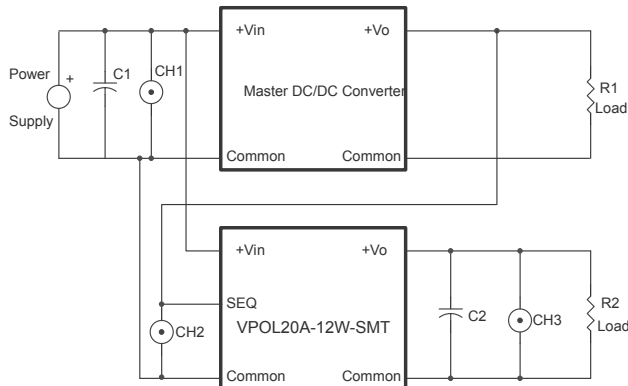 +Vin
+Vo
Power
+
C1
CH1
Master DC/DC Converter
R1
Load
Supply
Common
Common
+Vin
+Vo
SEQ
CH2
VPOL20A-12W-SMT
C2
CH3
R2
Load
Common
Common